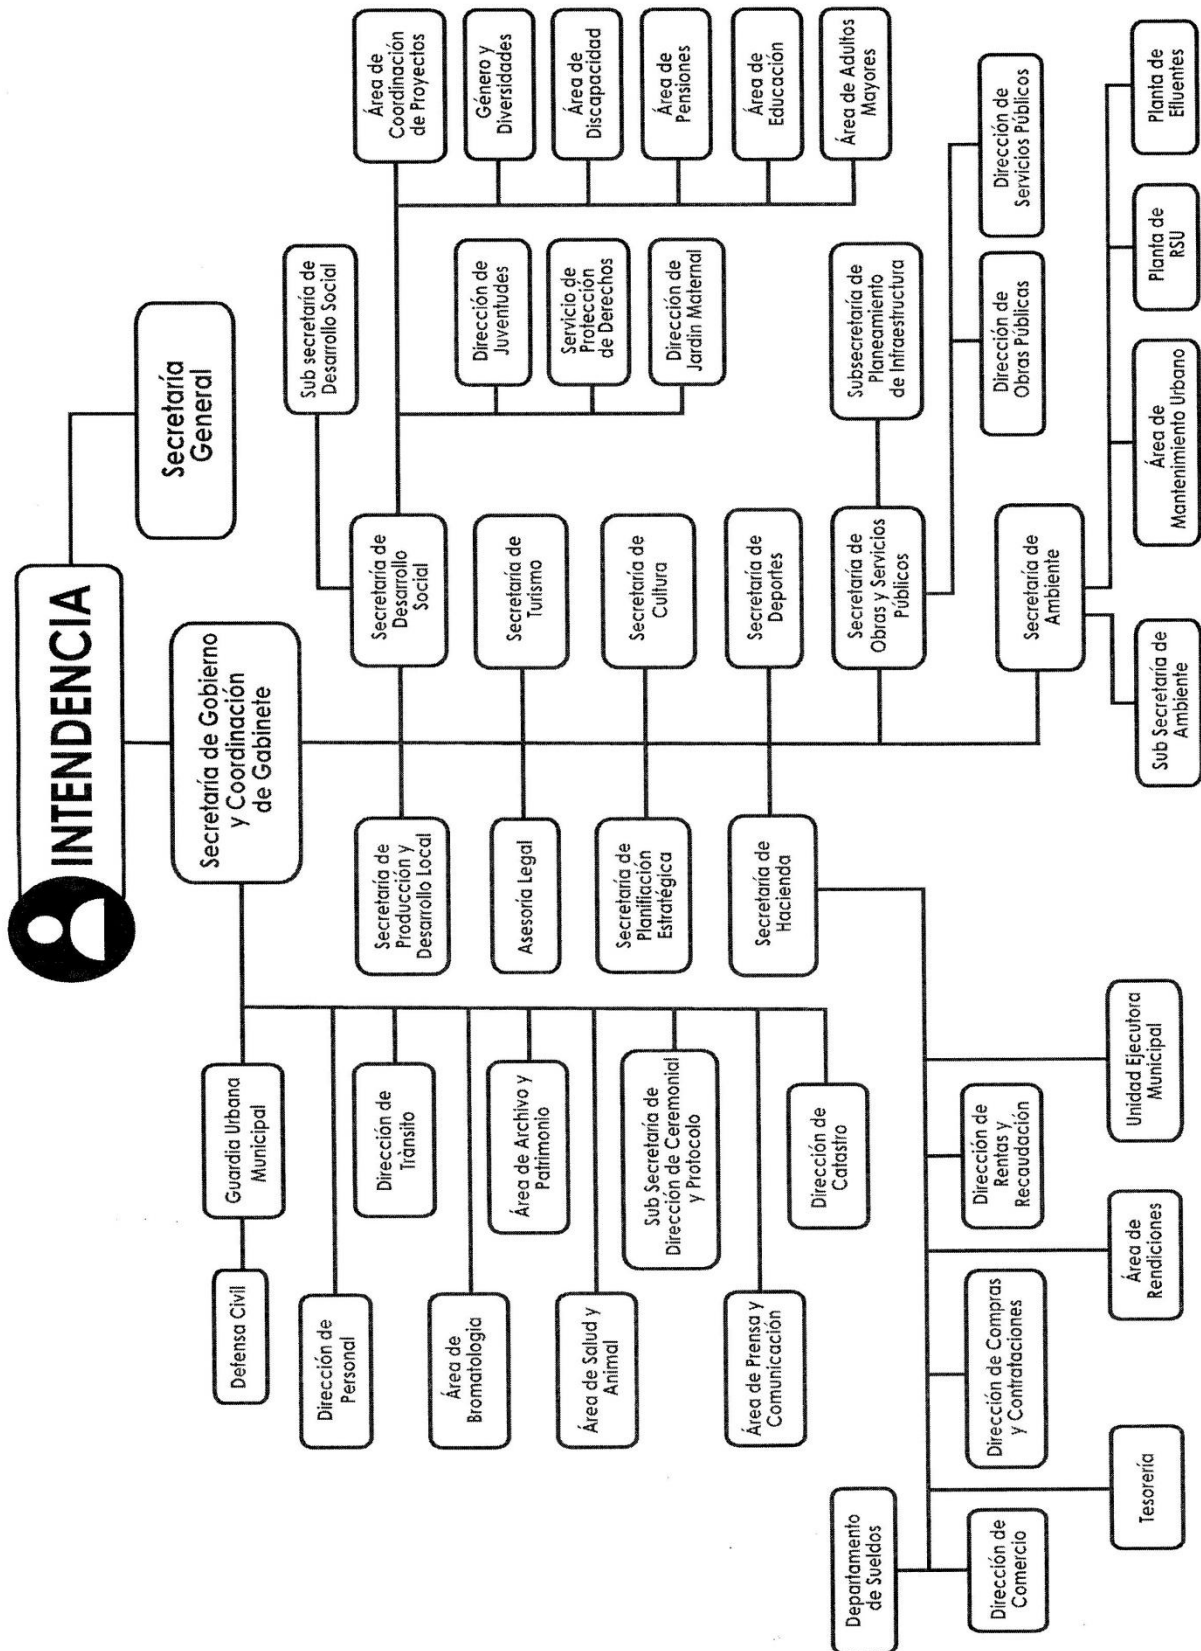 INTENDENCIA
Secretaría
General
Secretaría de Gobierno
y Coordinación
de Gabinete
Guardia Urbana
Municipal
Defensa Civil
Dirección de
Personal
Dirección de
Trànsito
Área de
Bromatologia
Área de Archivo y
Patrimonio
Área de Salud y
Animal
Sub Secretaría de
Dirección de Ceremonial
y Protocolo
Área de Prensa y
Comunicación
Dirección de
Catastro
Secretaría de
Producción y
Desarrollo Local
Asesoría Legal
Secretaría de
Planifiación
Estratégica
Secretaría de
Hacienda
Secretaría de
Desarrollo
Social
Secretaría de
Turismo
Secretaría de
Cultura
Secretaría de
Deportes
Secretaría de
Obras y Servicios
Públicos
Secretaría de
Ambiente
Sub secretaría de
Desarrollo Social
Dirección de
Juventudes
Servicio de
Protección
de Derechos
Dirección de
Jardin Maternal
Área de
Coordinación
de Proyectos
Género y
Diversidades
Área de
Discapacidad
Área de
Pensiones
Área de
Educación
Área de Adultos
Mayores
Subsecretaría de
Planeamiento
de Infraestructura
Dirección de
Obras Públicas
Dirección de
Servicios Públicos
Sub Secretaría de
Ambiente
Área de
Mantenimiento Urbano
Planta de
RSU
Planta de
Efluentes
Departamento
de Sueldos
Dirección de
Comercio
Tesorería
Dirección de Compras
y Contrataciones
Área de
Rendiciones
Dirección de
Rentas y
Recaudación
Unidad Ejecutora
Municipal